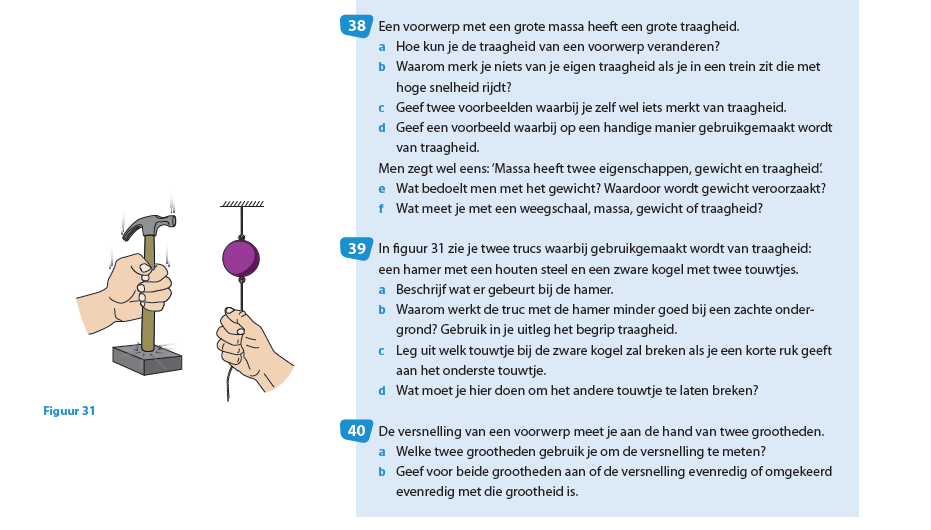 38 Een voorwerp met een grote massa heeft een grote traagheid.
a Hoe kun je de traagheid van een voorwerp veranderen?
b Waarom merk je niets van je eigen traagheid als je in een trein zit die met
hoge snelheid rijdt?
c Geef twee voorbeelden waarbij je zelf wel iets merkt van traagheid.
d Geef een voorbeeld waarbij op een handige manier gebruikgemaakt wordt
van traagheid.
Men zegt wel eens: ‘Massa heeft twee eigenschappen, gewicht en traagheid’.
e Wat bedoelt men met het gewicht? Waardoor wordt gewicht veroorzaakt?
f Wat meet je met een weegschaal, massa, gewicht of traagheid?
39 In figuur 31 zie je twee trucs waarbij gebruikgemaakt wordt van traagheid:
een hamer met een houten steel en een zware kogel met twee touwtjes.
a Beschrijf wat er gebeurt bij de hamer.
b Waarom werkt de truc met de hamer minder goed bij een zachte onder-
grond? Gebruik in je uitleg het begrip traagheid.
c Leg uit welk touwtje bij de zware kogel zal breken als je een korte ruk geeft
aan het onderste touwtje.
d Wat moet je hier doen om het andere touwtje te laten breken?
Figuur 31
40 De versnelling van een voorwerp meet je aan de hand van twee grootheden.
a Welke twee grootheden gebruik je om de versnelling te meten?
b Geef voor beide grootheden aan of de versnelling evenredig of omgekeerd
evenredig met die grootheid is.